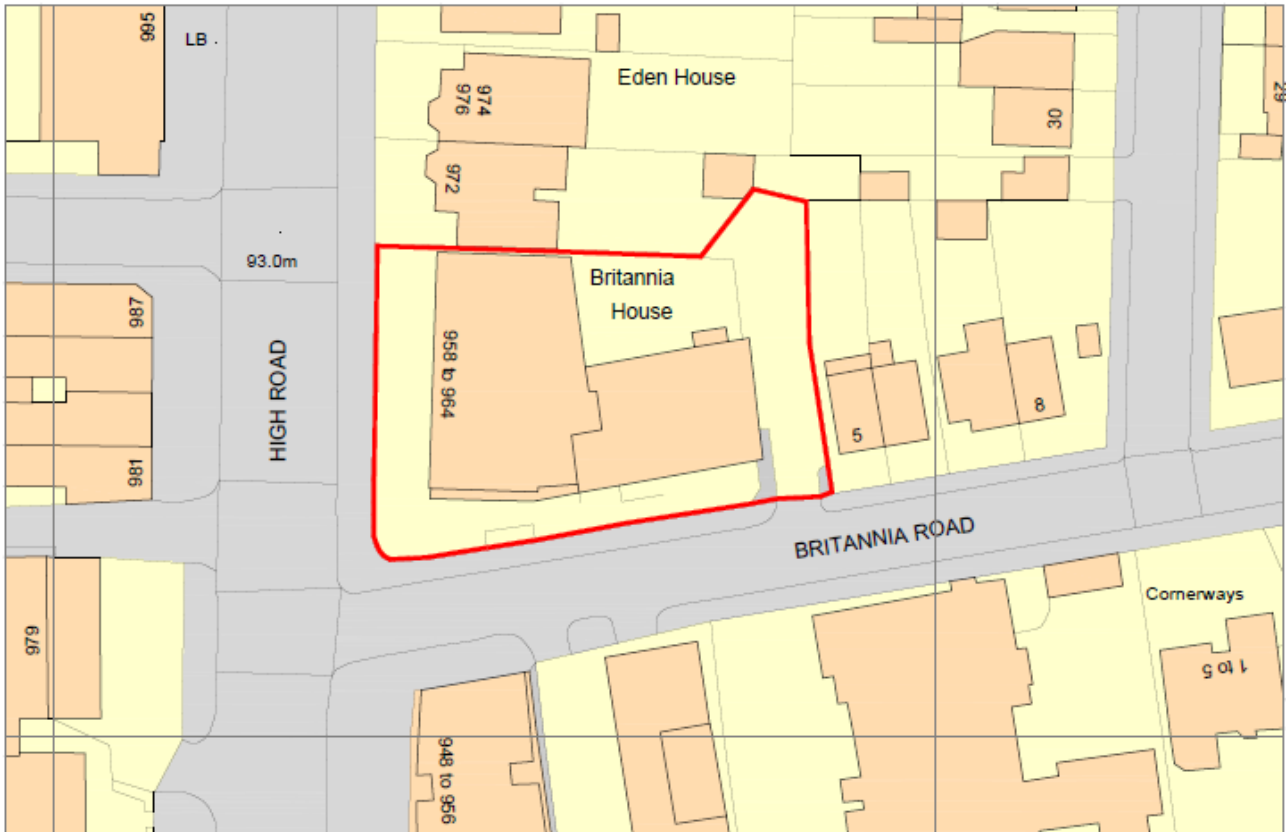 995
LB
Eden House
974
976
29
30
972
93.0m
Britannia
House
987
958 to 964
HIGH ROAD
8
5
981
BRITANNIA ROAD
Cornerways
979
1 to 5
948 to 956